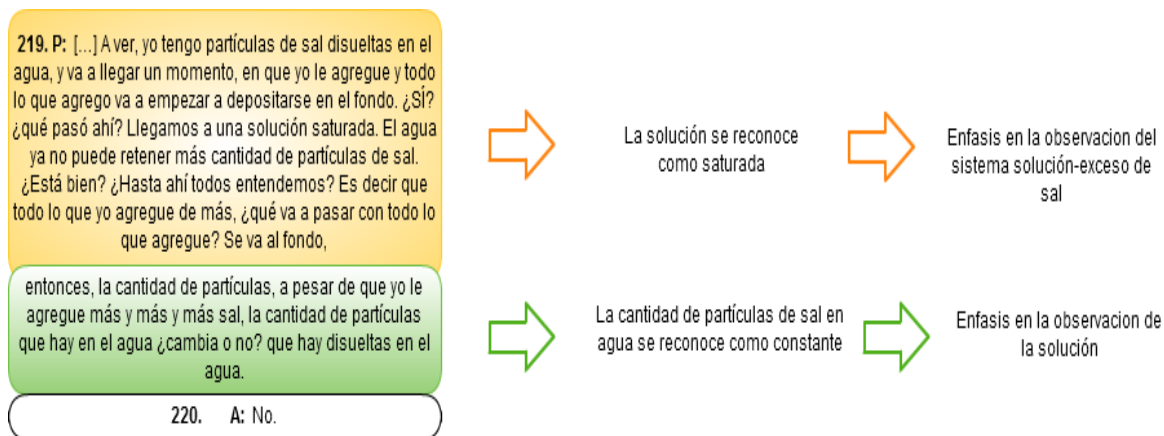 219. P: [...] A ver, yo tengo partículas de sal disueltas en el
agua, y va a llegar un momento, en que yo le agregue y todo
lo que agrego va a empezar a depositarse en el fondo. ¿SÍ?
¿qué pasó ahí? Llegamos a una solución saturada. El agua
ya no puede retener más cantidad de partículas de sal.
¿Está bien? ¿Hasta ahí todos entendemos? Es decir que
todo lo que yo agregue de más, ¿qué va a pasar con todo lo
que agregue? Se va al fondo,
La solución se reconoce
como saturada
Enfasis en la observacion del
sistema solución-exceso de
sal
entonces, la cantidad de partículas, a pesar de que yo le
agregue más y más y más sal, la cantidad de partículas
que hay en el agua ¿cambia o no? que hay disueltas en el
agua.
La cantidad de partículas de sal en
agua se reconoce como constante
Enfasis en la observacion de
la solución
220. A: No.